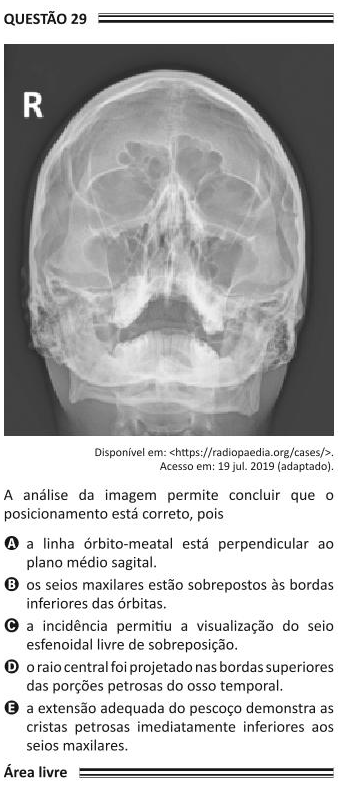 QUESTÃO 29
R
Disponível em: <https://radiopaedia.org/cases/>.
Acesso em: 19 jul. 2019 (adaptado).
A análise da imagem permite concluir que o
posicionamento está correto, pois
A a linha órbito-meatal está perpendicular ao
plano médio sagital.
B os seios maxilares estão sobrepostos às bordas
inferiores das órbitas.
C a incidência permitiu a visualização do seio
esfenoidal livre de sobreposição.
D o raio central foi projetado nas bordas superiores
das porções petrosas do osso temporal.
E a extensão adequada do pescoço demonstra as
cristas petrosas imediatamente inferiores aos
seios maxilares.
Área livre